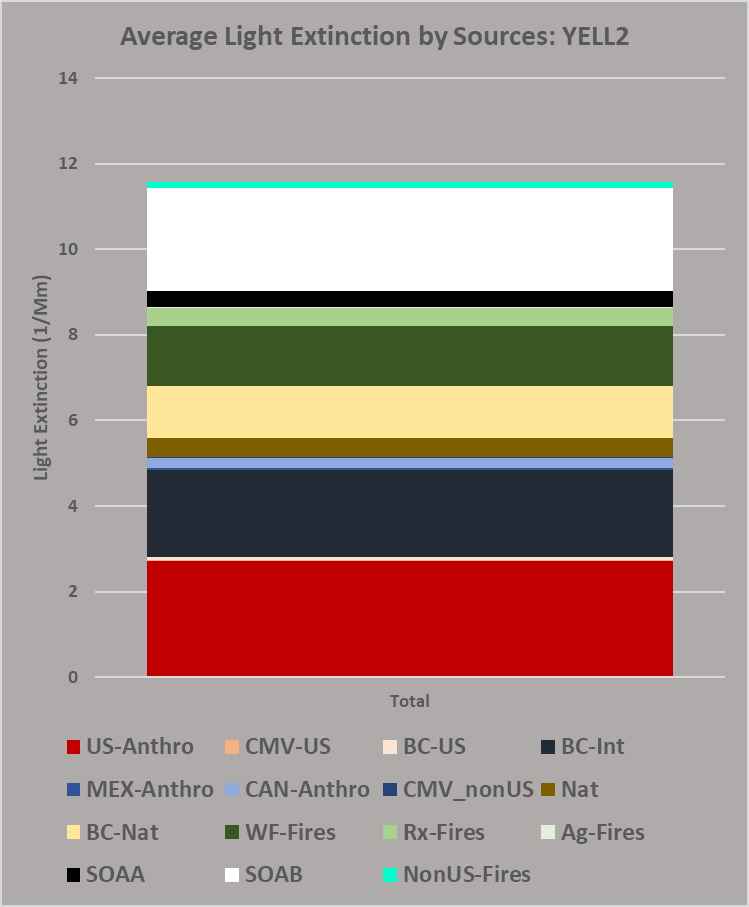 Average Light Extinction by Sources: YELL2
14
12
10
8
6
4
2
0
Light Extinction (1/Mm)
Total
US-Anthro CMV-US BC-US BC-Int
MEX-Anthro CAN-Anthro CMV_nonUS Nat
BC-Nat WF-Fires Rx-Fires Ag-Fires
SOAA SOAB NonUS-Fires